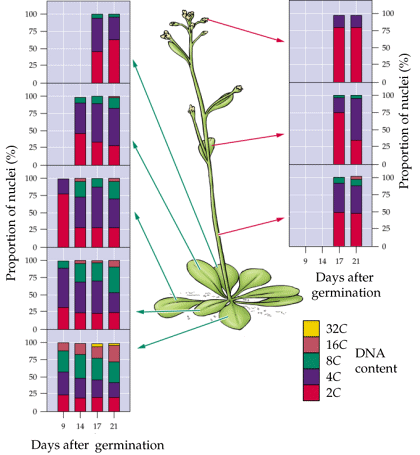 100
75
50
25
0
100
75
50
25
0
100
75
50
25
0
100
75
50
25
0
100
75
50
25
0
Proportion of nuclei (%)
9 14 17 21
Days after germination
100
75
50
25
0
100
75
50
25
0
100
75
50
25
0
Proportion of nuclei (%)
9 14 17 21
Days after
germination
32C
16C
8C
4C
2C
DNA
content